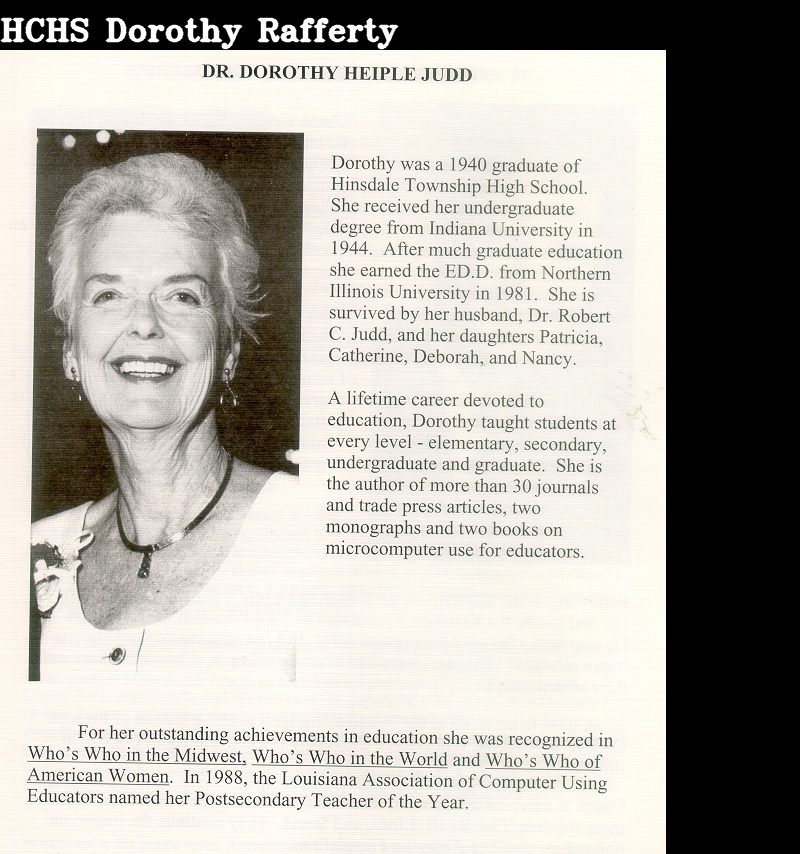 HCHS Dorothy Rafferty
DR. DOROTHY HEIPLE JUDD
Dorothy was a 1940 graduate of
Hinsdale Township High School.
She received her undergraduate
degree from Indiana University in
1944.  After much graduate education
she earned the ED.D. from Northern
Illinois University in 1981.  She is
survived by her husband, Dr. Robert
C. Judd, and her daughters Patricia,
Catherine, Deborah, and Nancy.
A lifetime career devoted to
education, Dorothy taught students at
every level - elementary, secondary,
undergraduate and graduate.  She is
the author of more than 30 journals
and trade press articles, two
monographs and two books on
microcomputer use for educators.
For her outstanding achievements in education she was recognized in
Who's Who in the Midwest, Who's Who in the World and Who's Who of
American Women.  In 1988, the Louisiana Association of Computer Using
Educators named her Postsecondary Teacher of the Year.